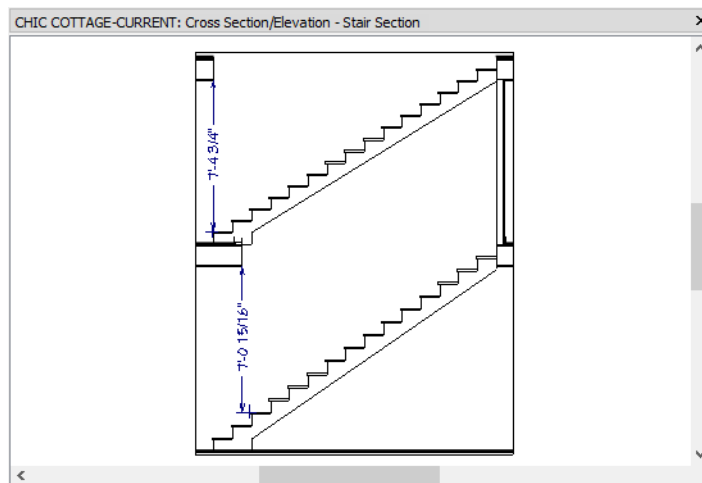 CHIC COTTAGE-CURRENT: Cross Section/Elevation - Stair Section
7'-4 3/4"
7'-0 15/16"